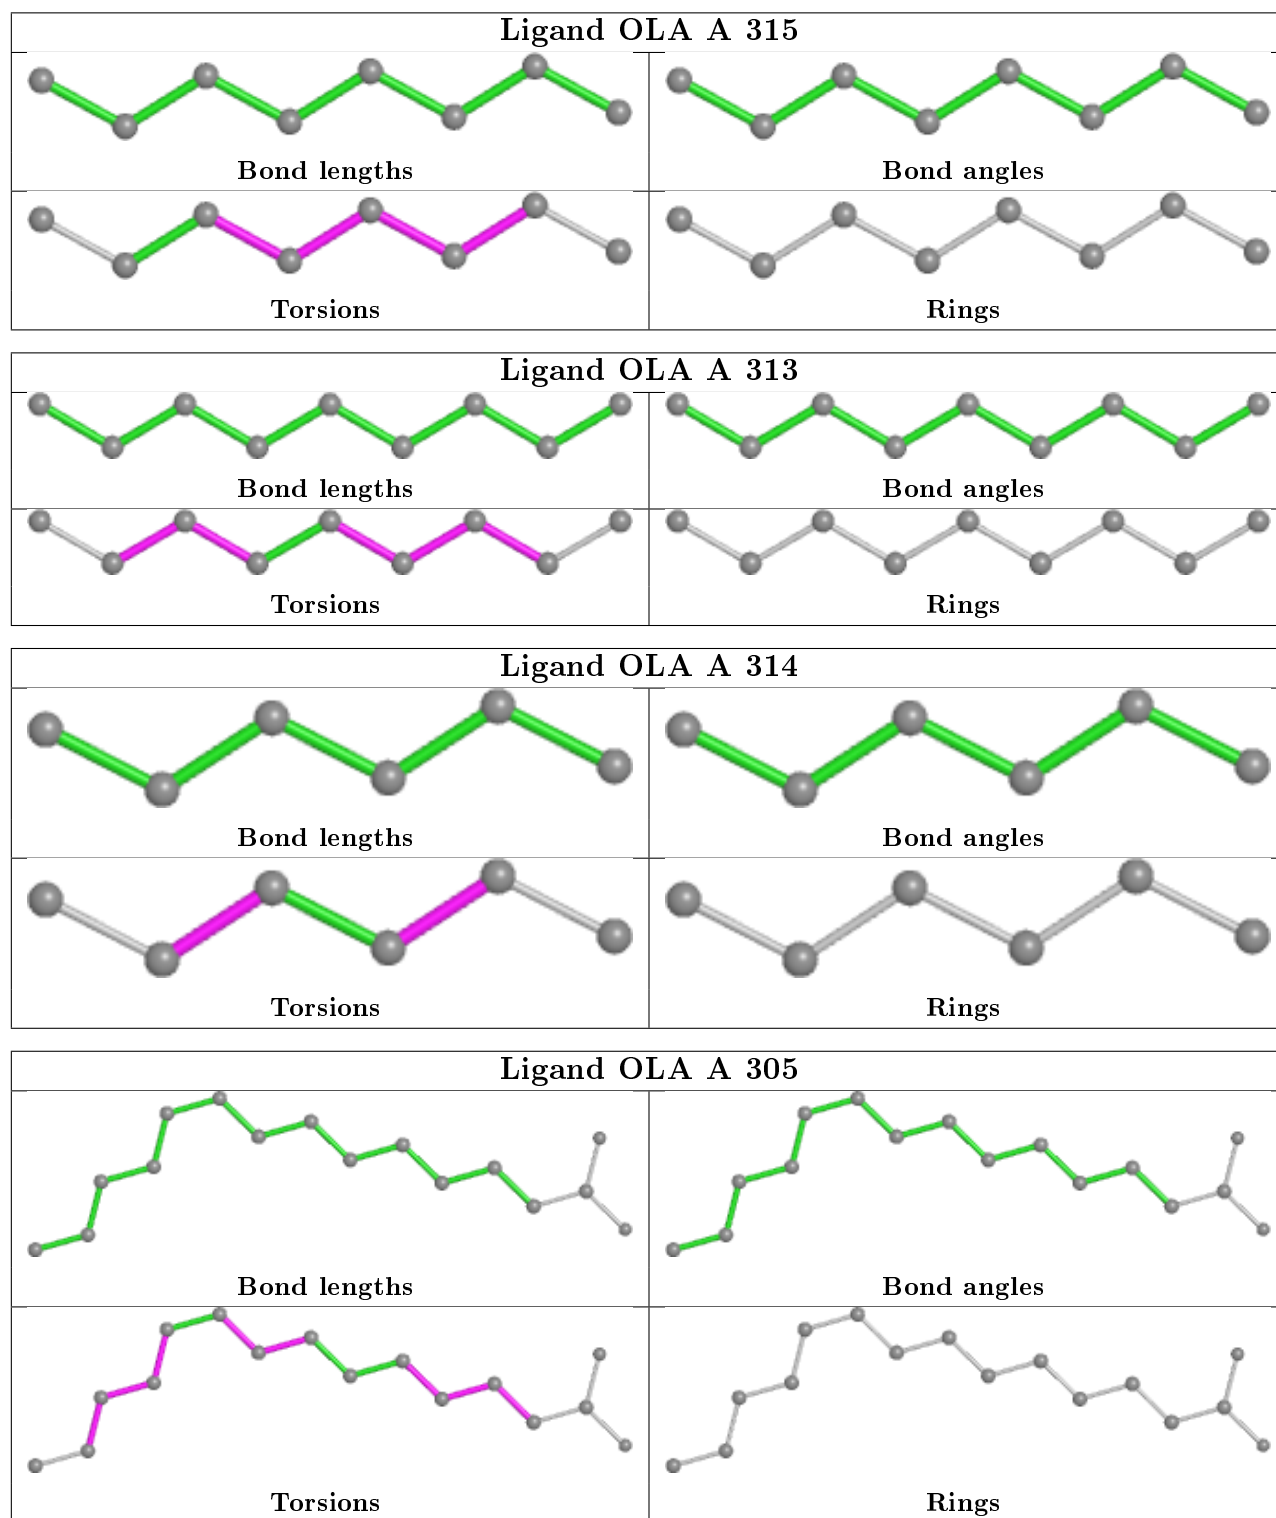 Ligand OLA A 315
Bond lengths
Bond angles
Torsions
Rings
Ligand OLA A 313
Bond lengths
Bond angles
Torsions
Rings
Ligand OLA A 314
Bond lengths
Bond angles
Torsions
Rings
Ligand OLA A 305
Bond lengths
Bond angles
Torsions
Rings